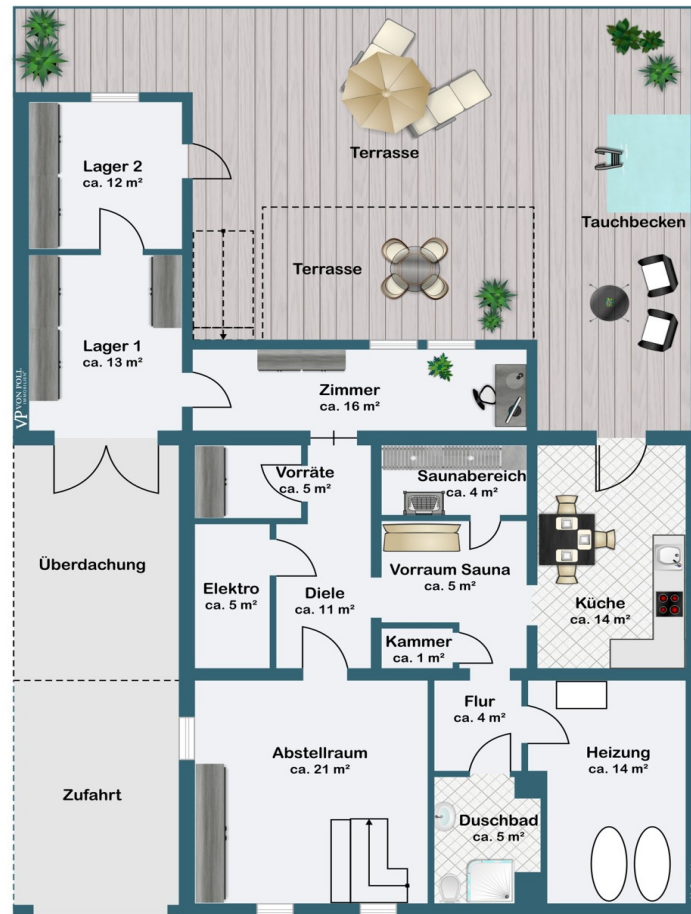 Lager 2
ca. 12 m²
Terrasse
Tauchbecken
Terrasse
Lager 1
ca. 13 m²
Zimmer
ca. 16 m²
VP VON POLL
IMMOBILIEN
Vorräte
ca. 5 m²
Saunabereich
ca. 4 m²
Überdachung
Elektro
ca. 5 m²
Diele
ca. 11 m²
Vorraum Sauna
ca. 5 m²
Küche
ca. 14 m²
Kammer
ca. 1 m²
Flur
ca. 4 m²
Abstellraum
ca. 21 m²
Heizung
ca. 14 m²
Zufahrt
Duschbad
ca. 5 m²